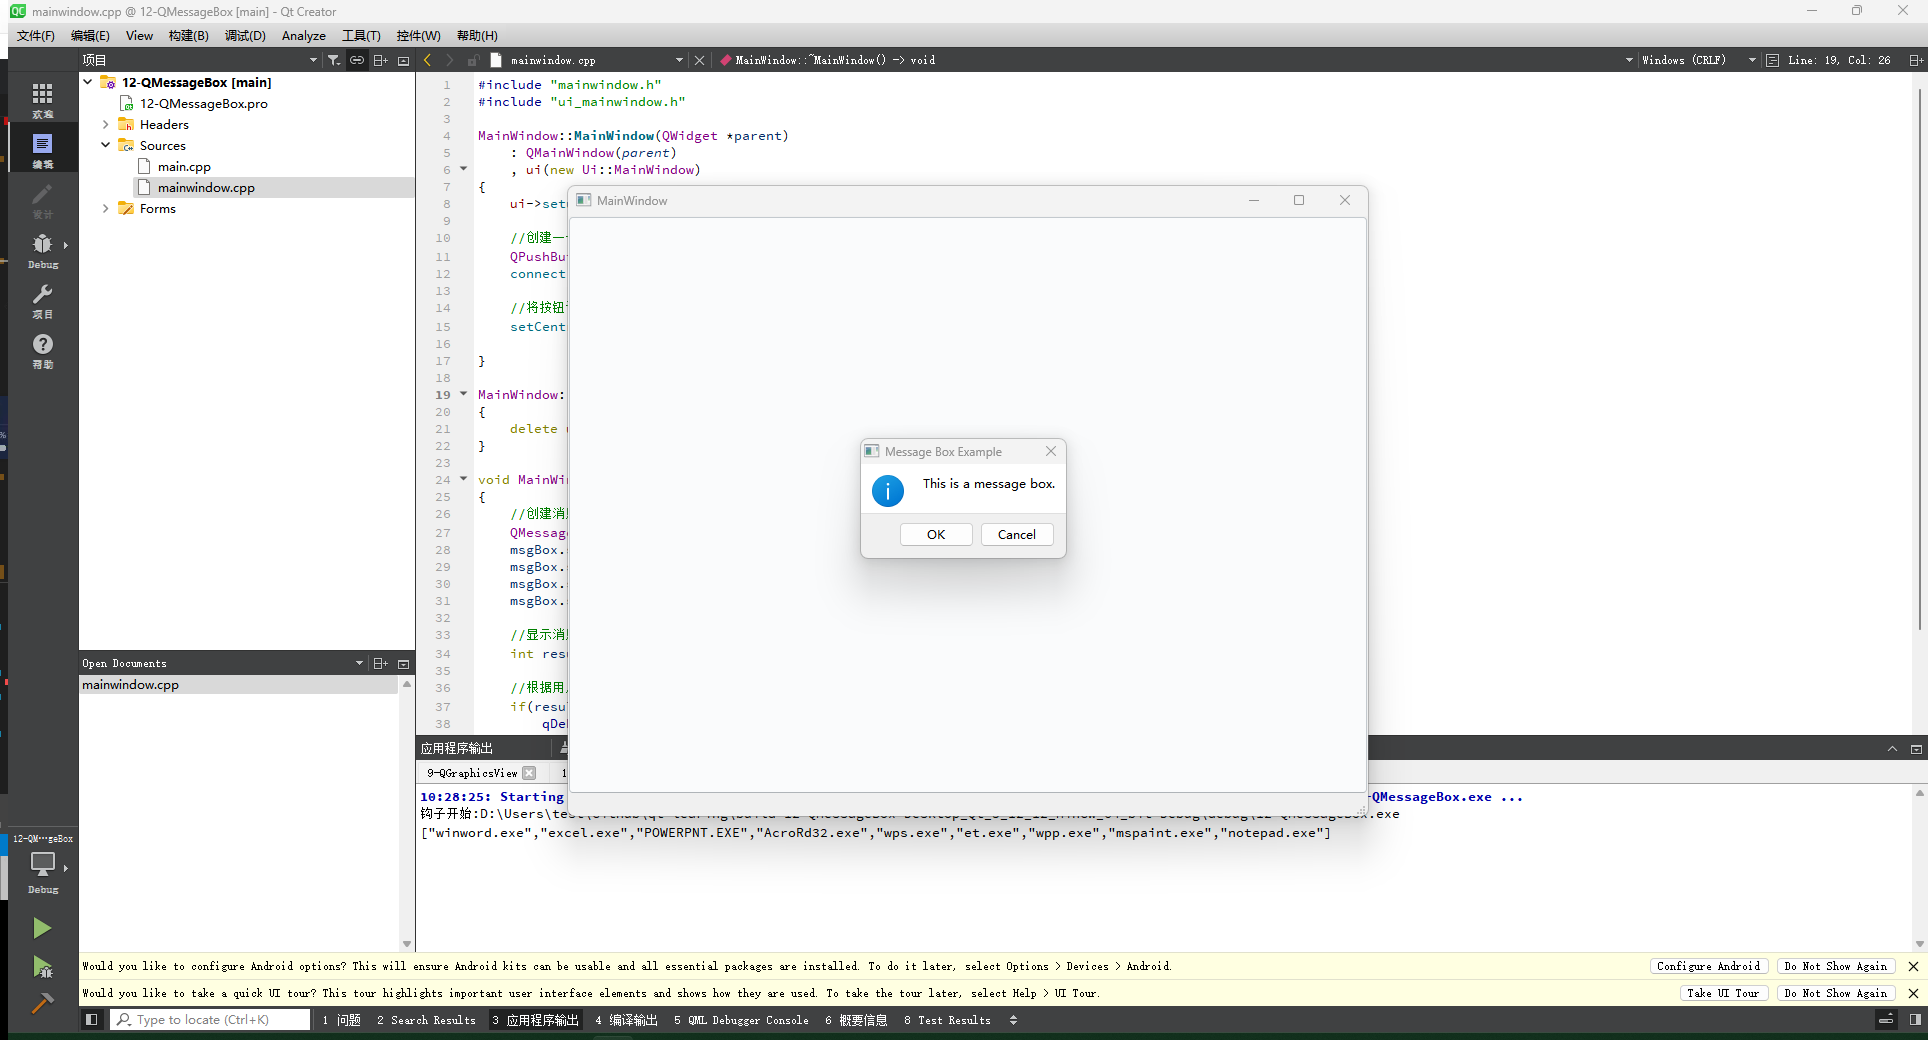 mainwindow.cpp @ 12-QMessageBox [main] - Qt Creator
文件(F) 编辑(E) View 构建(B) 调试(D) Analyze 工具(T) 控件(W) 帮助(H)
项目
mainwindow.cpp
MainWindow::~MainWindow() -> void
Windows (CRLF)
Line: 19, Col: 26
欢迎
编辑
设计
Debug
项目
帮助
12-QMessageBox [main]
12-QMessageBox.pro
Headers
Sources
main.cpp
mainwindow.cpp
Forms
1 #include "mainwindow.h"
2 #include "ui_mainwindow.h"
3
4 MainWindow::MainWindow(QWidget *parent)
5 : QMainWindow(parent)
6 , ui(new Ui::MainWindow)
7 {
8 ui->set
9
10 //创建一
11 QPushBu
12 connect
13
14 //将按钮
15 setCent
16
17 }
18
19 MainWindow:
20 {
21 delete
22 }
23
24 void MainWi
25 {
26 //创建消
27 QMessag
28 msgBox.
29 msgBox.
30 msgBox.
31 msgBox.
32
33 //显示消
34 int res
35
36 //根据用
37 if(resu
38 qDe
MainWindow
Message Box Example
This is a message box.
OK Cancel
Open Documents
mainwindow.cpp
应用程序输出
9-QGraphicsView 1
10:28:25: Starting -QMessageBox.exe ...
钩子开始:D:\Users\test\
["winword.exe","excel.exe","POWERPNT.EXE","AcroRd32.exe","wps.exe","et.exe","wpp.exe","mspaint.exe","notepad.exe"]
12-QM···geBox
Debug
Would you like to configure Android options? This will ensure Android kits can be usable and all essential packages are installed. To do it later, select Options > Devices > Android.
Configure Android Do Not Show Again
Would you like to take a quick UI tour? This tour highlights important user interface elements and shows how they are used. To take the tour later, select Help > UI Tour.
Take UI Tour Do Not Show Again
Type to locate (Ctrl+K)
1 问题 2 Search Results 3 应用程序输出 4 编译输出 5 QML Debugger Console 6 概要信息 8 Test Results